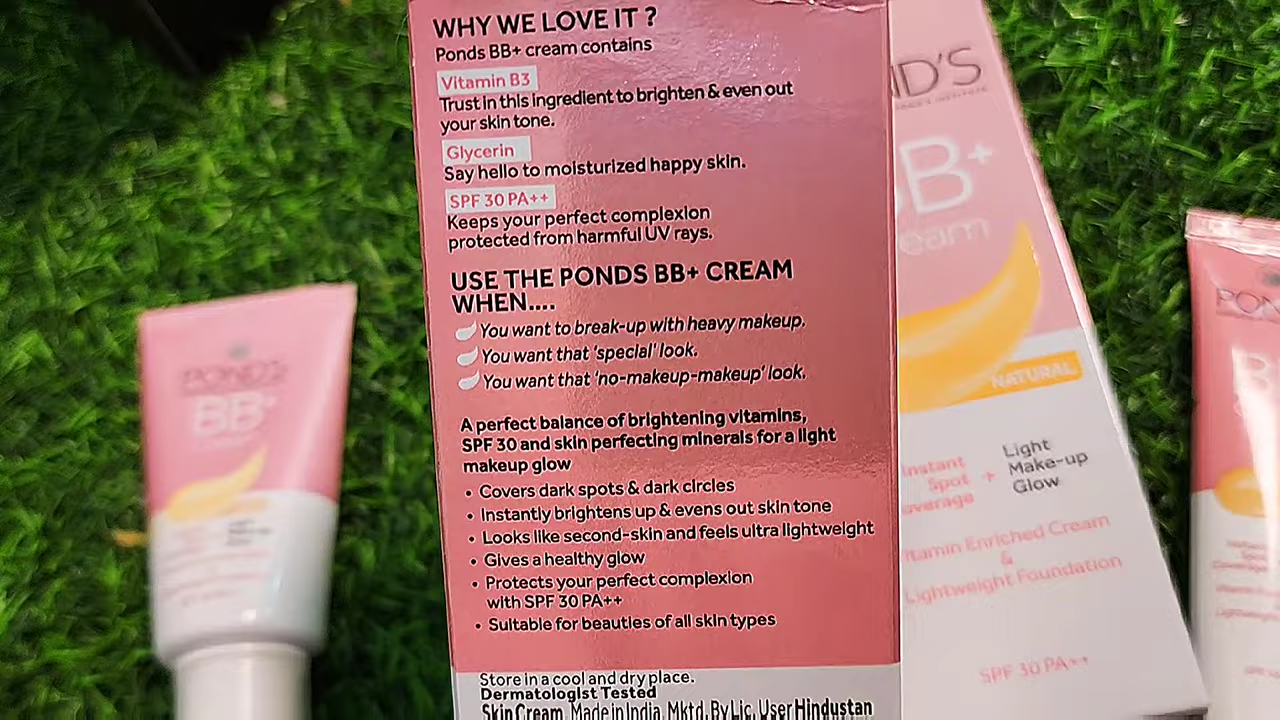 WHY WE LOVE IT ?
Ponds BB+ cream contains
Vitamin B3
Trust in this ingredient to brighten & even out
your skin tone.
Glycerin
Say hello to moisturized happy skin.
SPF 30 PA++
Keeps your perfect complexion
protected from harmful UV rays.
USE THE PONDS BB+ CREAM
WHEN....
You want to break-up with heavy makeup.
You want that ‘special’ look.
You want that ‘no-makeup-makeup’ look.
A perfect balance of brightening vitamins,
SPF 30 and skin perfecting minerals for a light
makeup glow
• Covers dark spots & dark circles
• Instantly brightens up & evens out skin tone
• Looks like second-skin and feels ultra lightweight
• Gives a healthy glow
• Protects your perfect complexion
with SPF 30 PA++
• Suitable for beauties of all skin types
Store in a cool and dry place.
Dermatologist Tested
Skin Cream, Made in India, Mktd. By Lic. User Hindustan
ND'S
BB+
eam
NATURAL
Instant
Spot
overage
+
Light
Make-up
Glow
itamin Enriched Cream
&
Lightweight Foundation
SPF 30 PA++
POND'S
BB+
PON
B